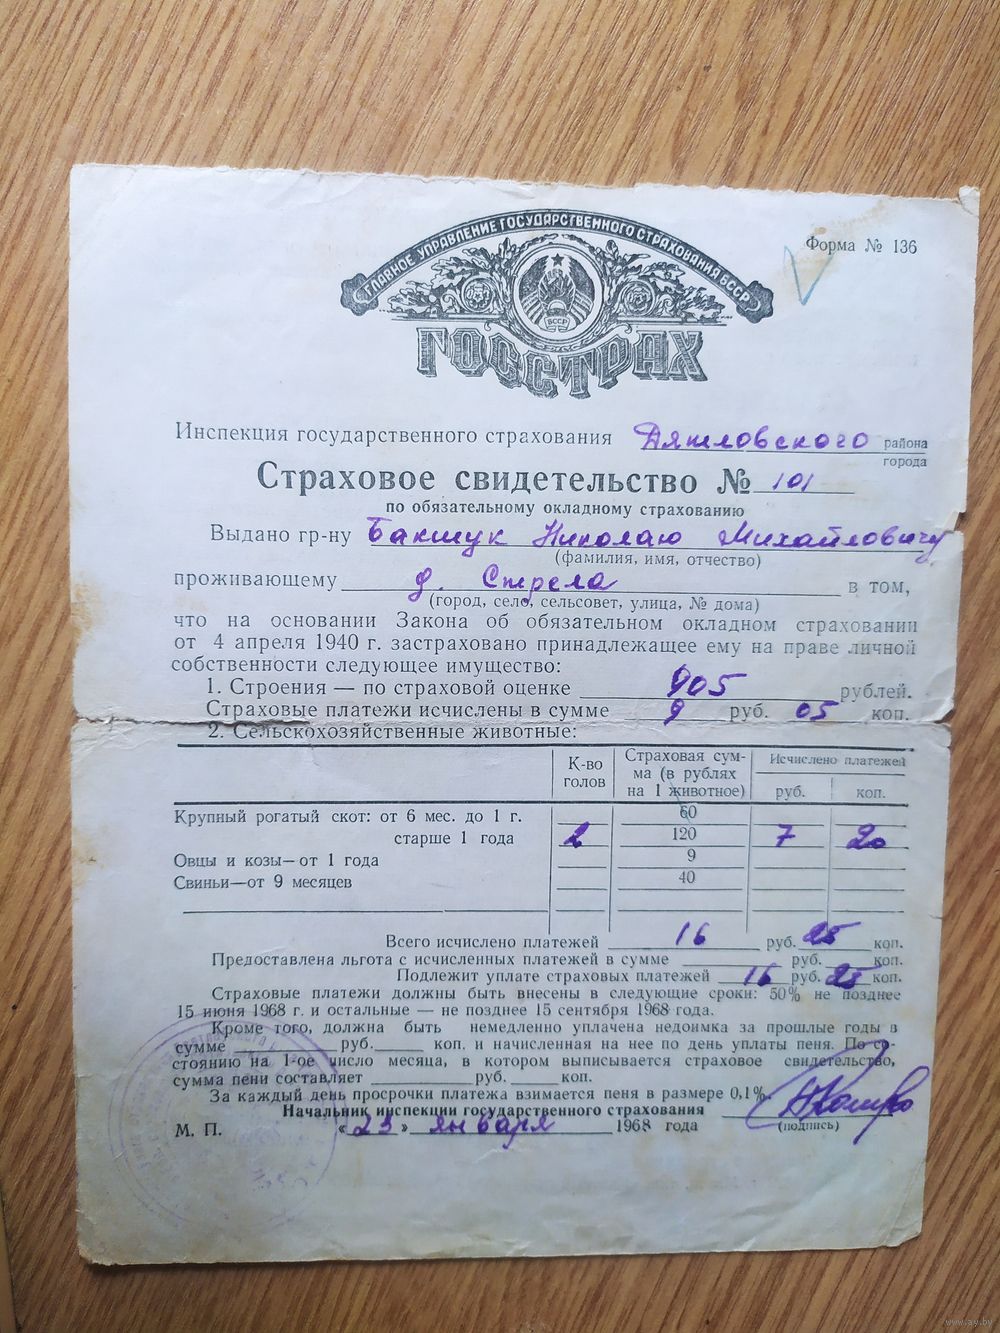 ГЛАВНОЕ УПРАВЛЕНИЕ ГОСУДАРСТВЕННОГО СТРАХОВАНИЯ БССР
Форма № 136
БССР
ГОССТРАХ
Инспекция государственного страхования Дятловского района
города
Страховое свидетельство № 101
по обязательному окладному страхованию
Выдано гр-ну Бакшук Николаю Михайловичу
(фамилия, имя, отчество)
проживающему д. Стрела в том,
(город, село, сельсовет, улица, № дома)
что на основании Закона об обязательном окладном страховании
от 4 апреля 1940 г. застраховано принадлежащее ему на праве личной
собственности следующее имущество:
1. Строения — по страховой оценке 905 рублей.
Страховые платежи исчислены в сумме 9 руб. 05 коп.
2. Сельскохозяйственные животные:
К-во голов Страховая сумма (в рублях на 1 животное) Исчислено платежей
руб. коп.
Крупный рогатый скот: от 6 мес. до 1 г. 60
старше 1 года 2 120 7 20
Овцы и козы—от 1 года 9
Свиньи—от 9 месяцев 40
Всего исчислено платежей 16 руб. 25 коп.
Предоставлена льгота с исчисленных платежей в сумме руб. коп.
Подлежит уплате страховых платежей 16 руб. 25 коп.
Страховые платежи должны быть внесены в следующие сроки: 50% не позднее
15 июня 1968 г. и остальные — не позднее 15 сентября 1968 года.
Кроме того, должна быть немедленно уплачена недоимка за прошлые годы в
сумме руб. коп. и начисленная на нее по день уплаты пеня. По со-
стоянию на 1-ое число месяца, в котором выписывается страховое свидетельство,
сумма пени составляет руб. коп.
За каждый день просрочки платежа взимается пеня в размере 0,1%.
Начальник инспекции государственного страхования
М. П. «23» января 1968 года (подпись)
www.ay.by